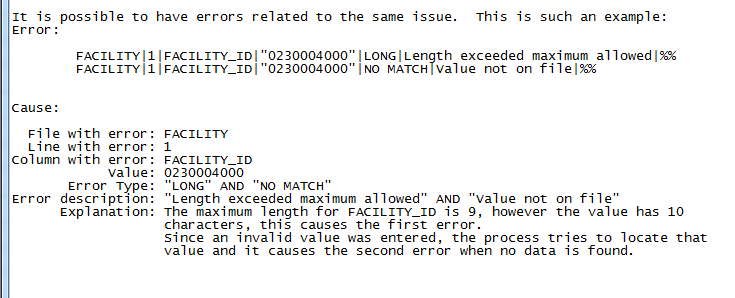 It is possible to have errors related to the same issue.  This is such an example:
Error:
FACILITY|1|FACILITY_ID|"0230004000"|LONG|Length exceeded maximum allowed|%%
FACILITY|1|FACILITY_ID|"0230004000"|NO MATCH|Value not on file|%%
Cause:
File with error: FACILITY
Line with error: 1
Column with error: FACILITY_ID
Value: 0230004000
Error Type: "LONG" AND "NO MATCH"
Error description: "Length exceeded maximum allowed" AND "Value not on file"
Explanation: The maximum length for FACILITY_ID is 9, however the value has 10
characters, this causes the first error.
Since an invalid value was entered, the process tries to locate that
value and it causes the second error when no data is found.